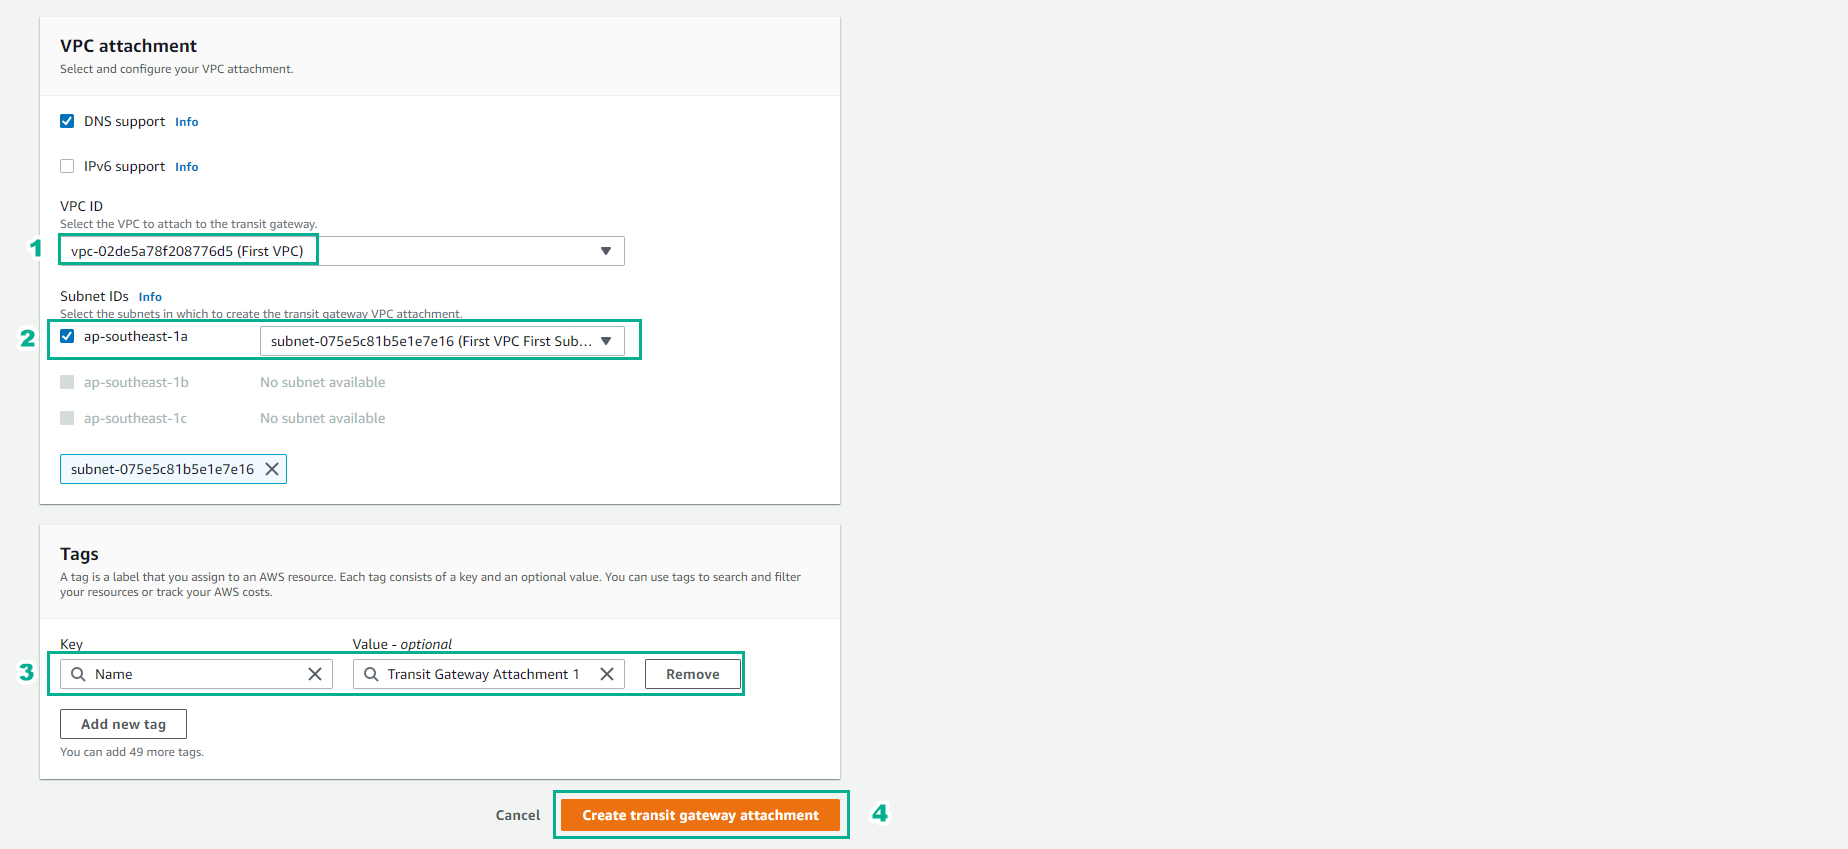 VPC attachment
Select and configure your VPC attachment.
DNS support Info
IPv6 support Info
VPC ID
Select the VPC to attach to the transit gateway.
1 vpc-02de5a78f208776d5 (First VPC)
Subnet IDs Info
Select the subnets in which to create the transit gateway VPC attachment.
2 ap-southeast-1a subnet-075e5c81b5e1e7e16 (First VPC First Sub...
ap-southeast-1b No subnet available
ap-southeast-1c No subnet available
subnet-075e5c81b5e1e7e16
Tags
A tag is a label that you assign to an AWS resource. Each tag consists of a key and an optional value. You can use tags to search and filter
your resources or track your AWS costs.
Key Value - optional
3 Name Transit Gateway Attachment 1 Remove
Add new tag
You can add 49 more tags.
Cancel Create transit gateway attachment 4